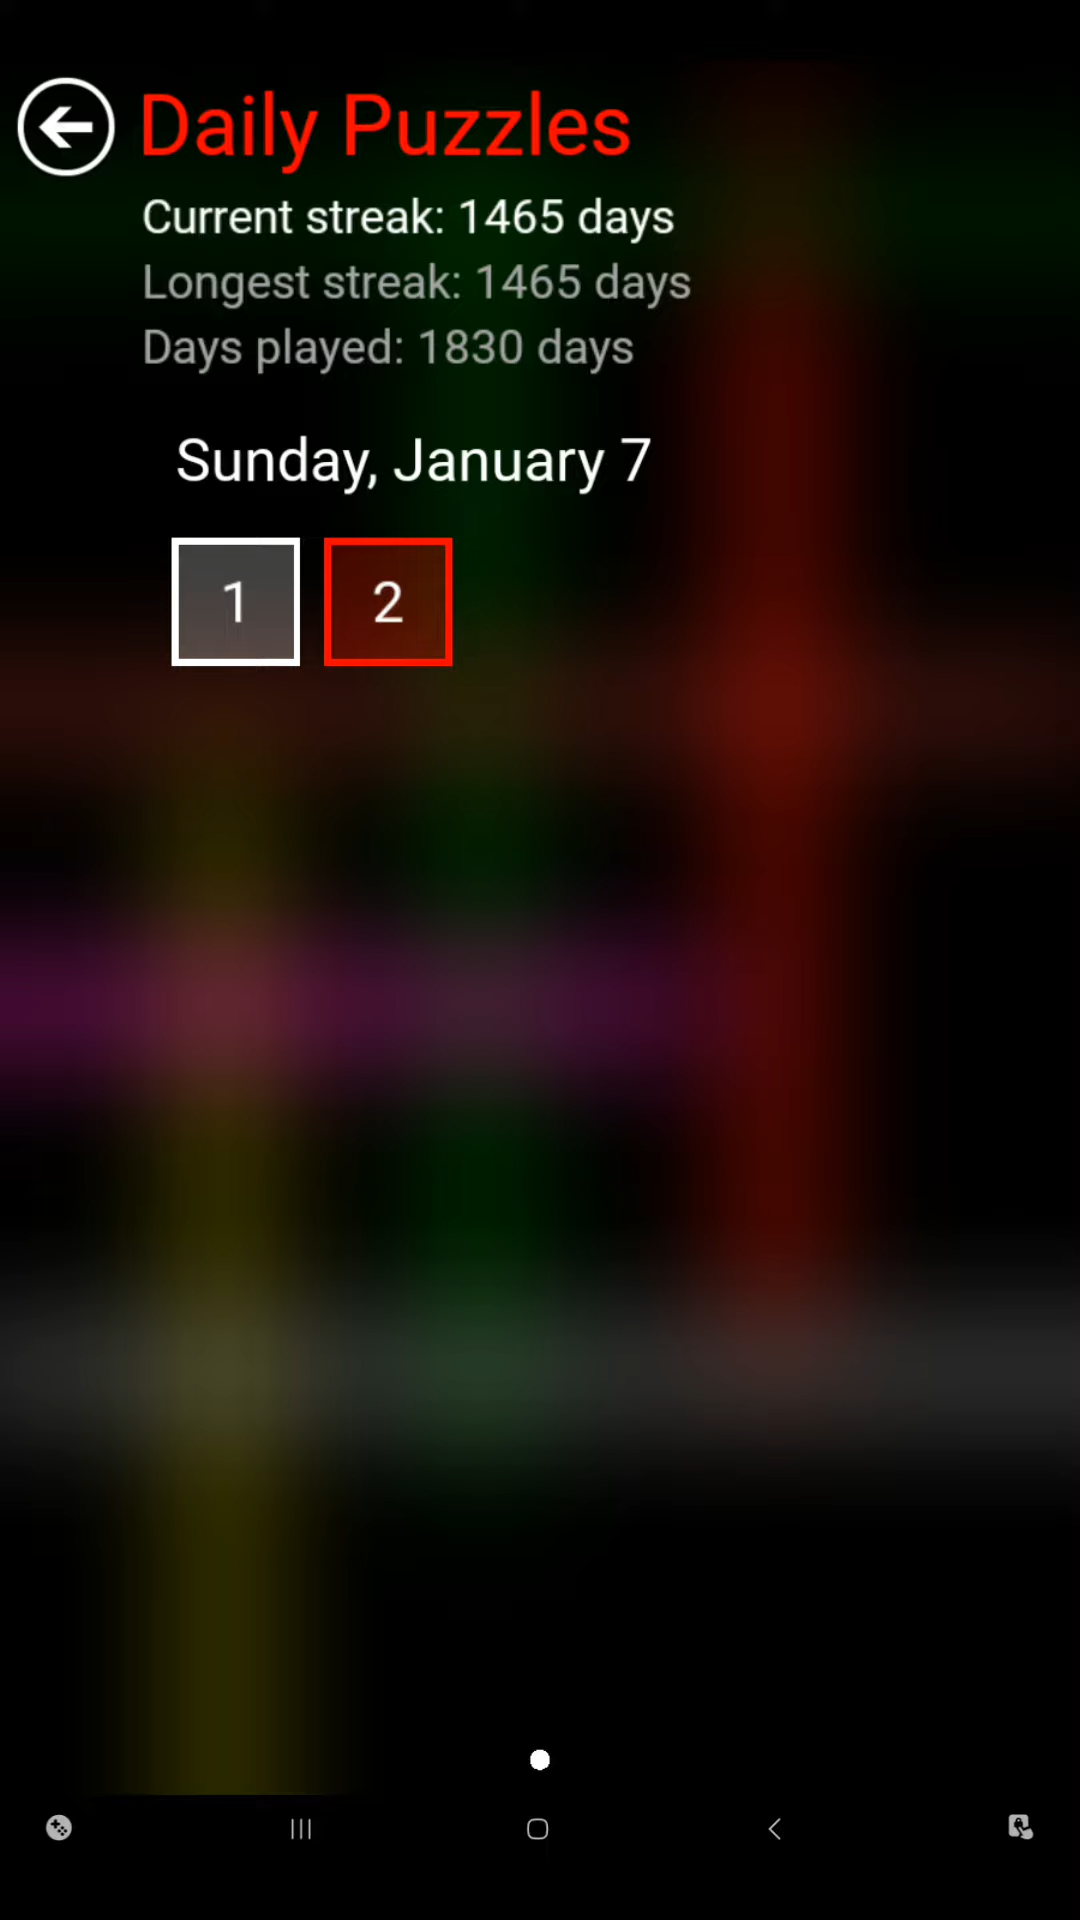 Daily Puzzles
Current streak: 1465 days
Longest streak: 1465 days
Days played: 1830 days
Sunday, January 7
1 2